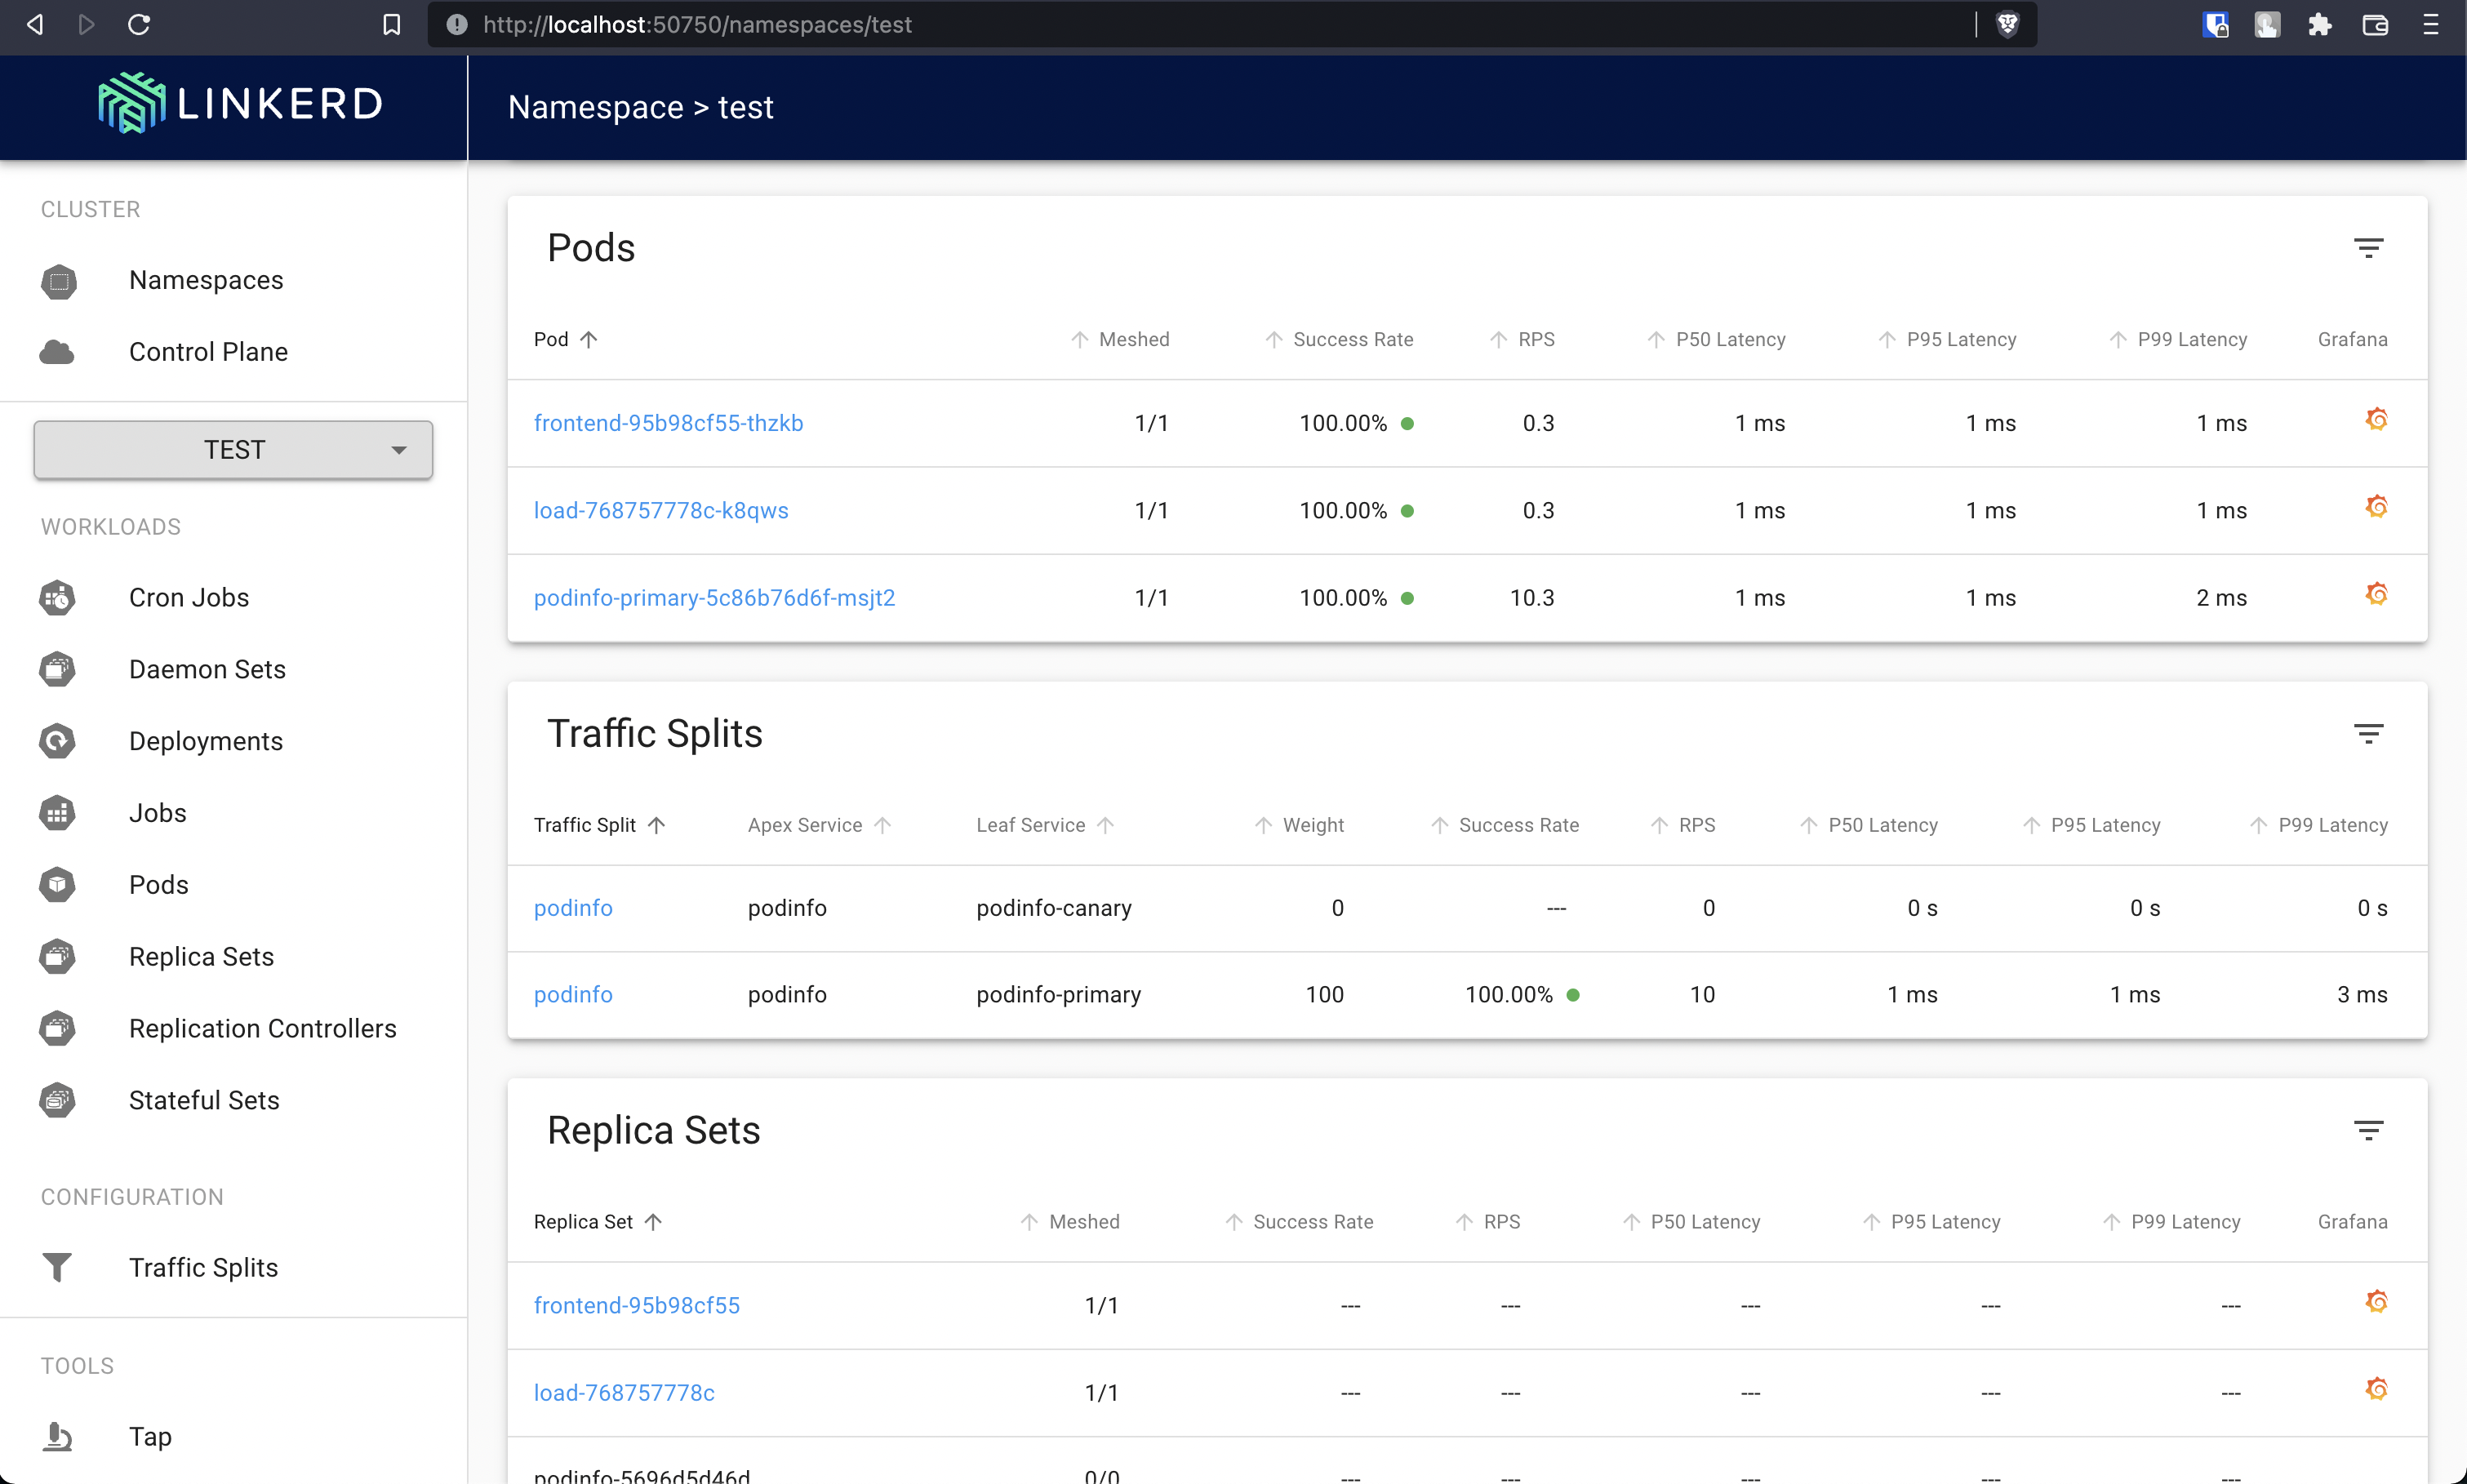 http://localhost:50750/namespaces/test
LINKERD
Namespace > test
CLUSTER
Namespaces
Control Plane
TEST
WORKLOADS
Cron Jobs
Daemon Sets
Deployments
Jobs
Pods
Replica Sets
Replication Controllers
Stateful Sets
CONFIGURATION
Traffic Splits
TOOLS
Tap
Pods
Pod Meshed Success Rate RPS P50 Latency P95 Latency P99 Latency Grafana
frontend-95b98cf55-thzkb 1/1 100.00% 0.3 1 ms 1 ms 1 ms
load-768757778c-k8qws 1/1 100.00% 0.3 1 ms 1 ms 1 ms
podinfo-primary-5c86b76d6f-msjt2 1/1 100.00% 10.3 1 ms 1 ms 2 ms
Traffic Splits
Traffic Split Apex Service Leaf Service Weight Success Rate RPS P50 Latency P95 Latency P99 Latency
podinfo podinfo podinfo-canary 0 --- 0 0 s 0 s 0 s
podinfo podinfo podinfo-primary 100 100.00% 10 1 ms 1 ms 3 ms
Replica Sets
Replica Set Meshed Success Rate RPS P50 Latency P95 Latency P99 Latency Grafana
frontend-95b98cf55 1/1 --- --- --- --- ---
load-768757778c 1/1 --- --- --- --- ---
podinfo-5696d5d46d 0/0 --- --- --- --- ---